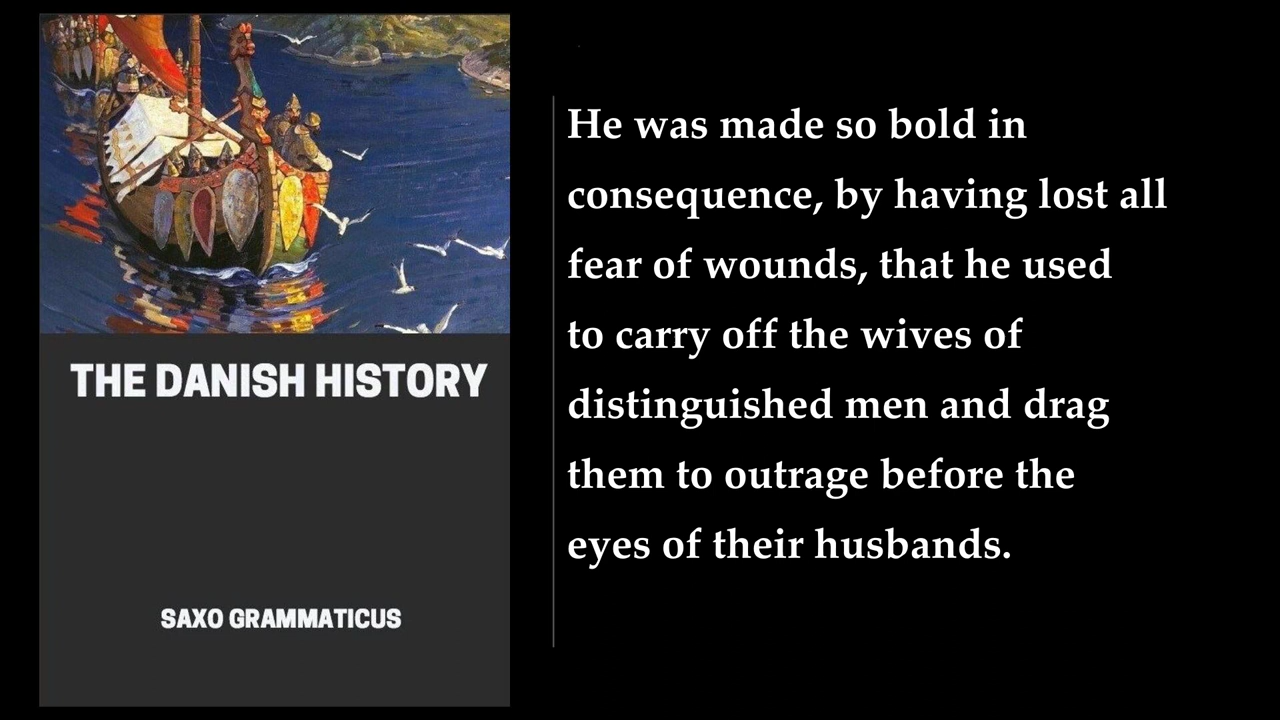 THE DANISH HISTORY
SAXO GRAMMATICUS
He was made so bold in
consequence, by having lost all
fear of wounds, that he used
to carry off the wives of
distinguished men and drag
them to outrage before the
eyes of their husbands.